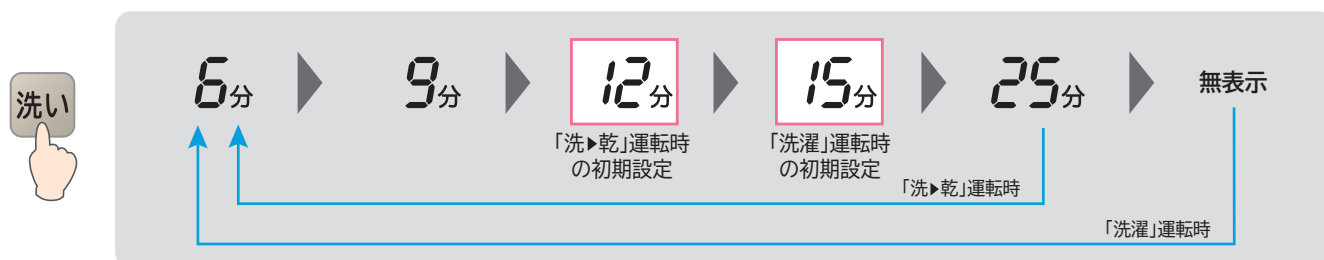 洗い
6分 9分 12分 15分 25分 無表示
「洗▶乾」運転時
の初期設定
「洗濯」運転時
の初期設定
「洗▶乾」運転時
「洗濯」運転時